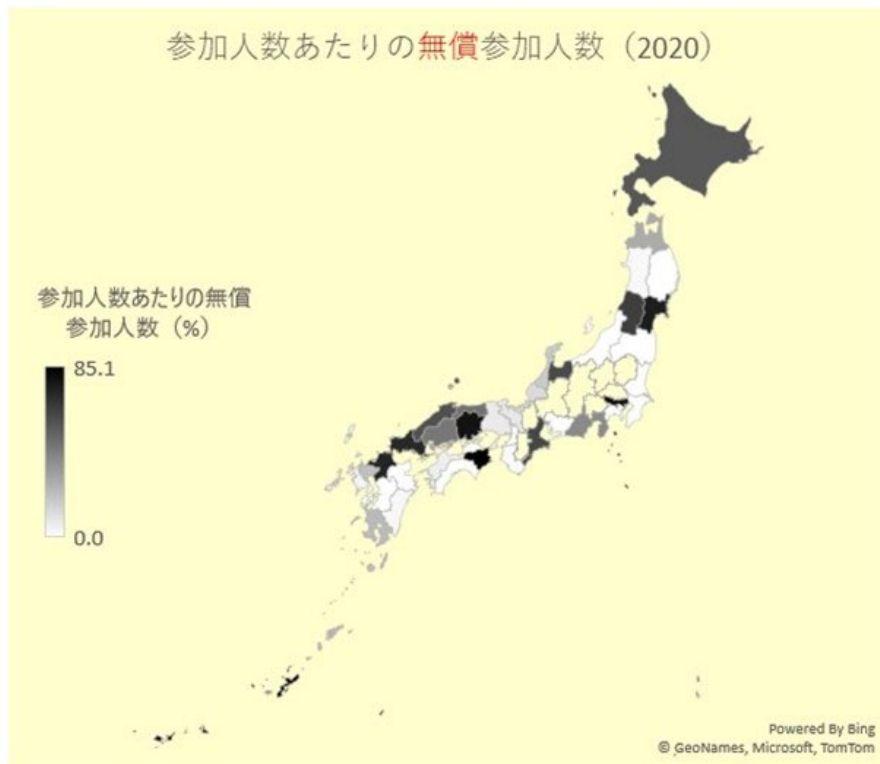 参加人数あたりの無償参加人数（2020）
参加人数あたりの無償
参加人数（%）
85.1
0.0
Powered By Bing
© GeoNames, Microsoft, TomTom